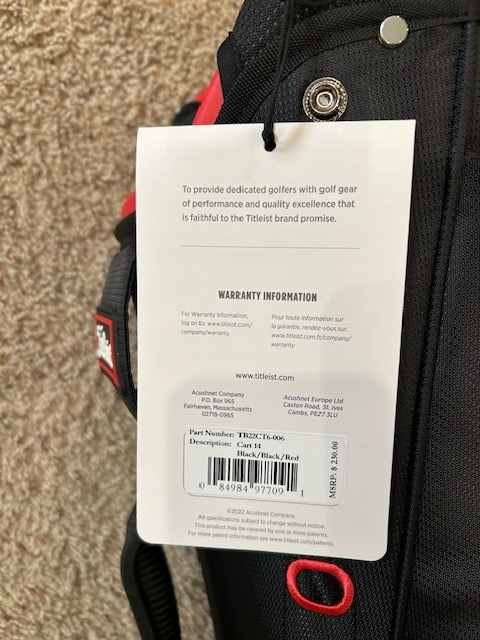 To provide dedicated golfers with golf gear
of performance and quality excellence that
is faithful to the Titleist brand promise.
WARRANTY INFORMATION
For Warranty Information,
log on to: www.titleist.com/
company/warranty
Pour toute information sur
la garantie, rendez-vous sur:
www.titleist.com.fr/company/
warranty
www.titleist.com
Acushnet Company
P.O. Box 965
Fairhaven, Massachusetts
02719-0965
Acushnet Europe Ltd
Caxton Road, St. Ives
Cambs, PE27 3LU
Part Number: TB22CT6-006
Description: Cart 14
Black/Black/Red
0 84984 97709 1
MSRP: $ 230.00
©2022 Acushnet Company.
All specifications subject to change without notice.
This product may be covered by one or more patents.
For more patent information see www.titleist.com/patents.